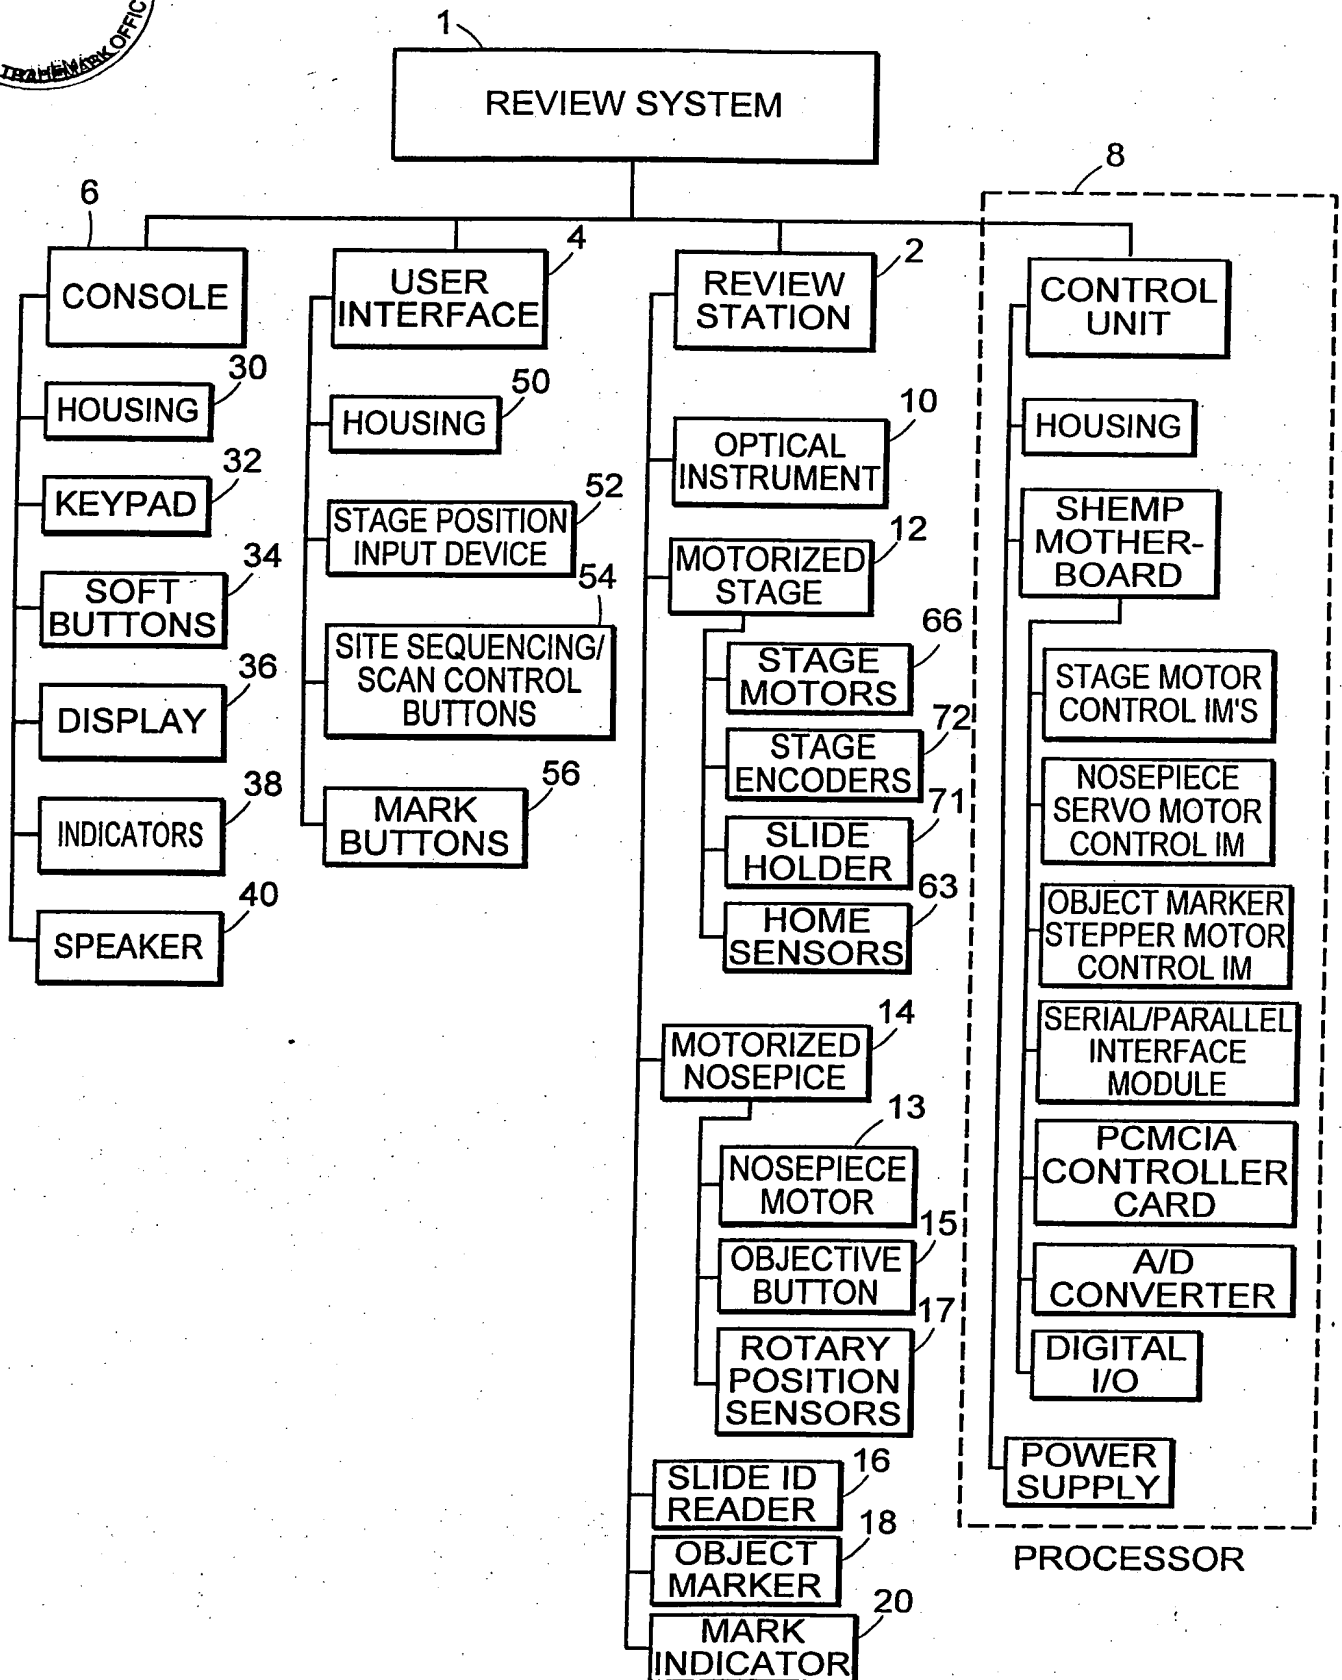 TRADEMARK OFFIC
1
REVIEW SYSTEM
8
6
CONSOLE
30
HOUSING
32
KEYPAD
34
SOFT
BUTTONS
36
DISPLAY
38
INDICATORS
40
SPEAKER
4
USER
INTERFACE
50
HOUSING
52
STAGE POSITION
INPUT DEVICE
54
SITE SEQUENCING/
SCAN CONTROL
BUTTONS
56
MARK
BUTTONS
2
REVIEW
STATION
10
OPTICAL
INSTRUMENT
12
MOTORIZED
STAGE
66
STAGE
MOTORS
72
STAGE
ENCODERS
71
SLIDE
HOLDER
63
HOME
SENSORS
14
MOTORIZED
NOSEPICE
13
NOSEPIECE
MOTOR
15
OBJECTIVE
BUTTON
17
ROTARY
POSITION
SENSORS
16
SLIDE ID
READER
18
OBJECT
MARKER
20
MARK
INDICATOR
CONTROL
UNIT
HOUSING
SHEMP
MOTHER-
BOARD
STAGE MOTOR
CONTROL IM'S
NOSEPIECE
SERVO MOTOR
CONTROL IM
OBJECT MARKER
STEPPER MOTOR
CONTROL IM
SERIAL/PARALLEL
INTERFACE
MODULE
PCMCIA
CONTROLLER
CARD
A/D
CONVERTER
DIGITAL
I/O
POWER
SUPPLY
PROCESSOR